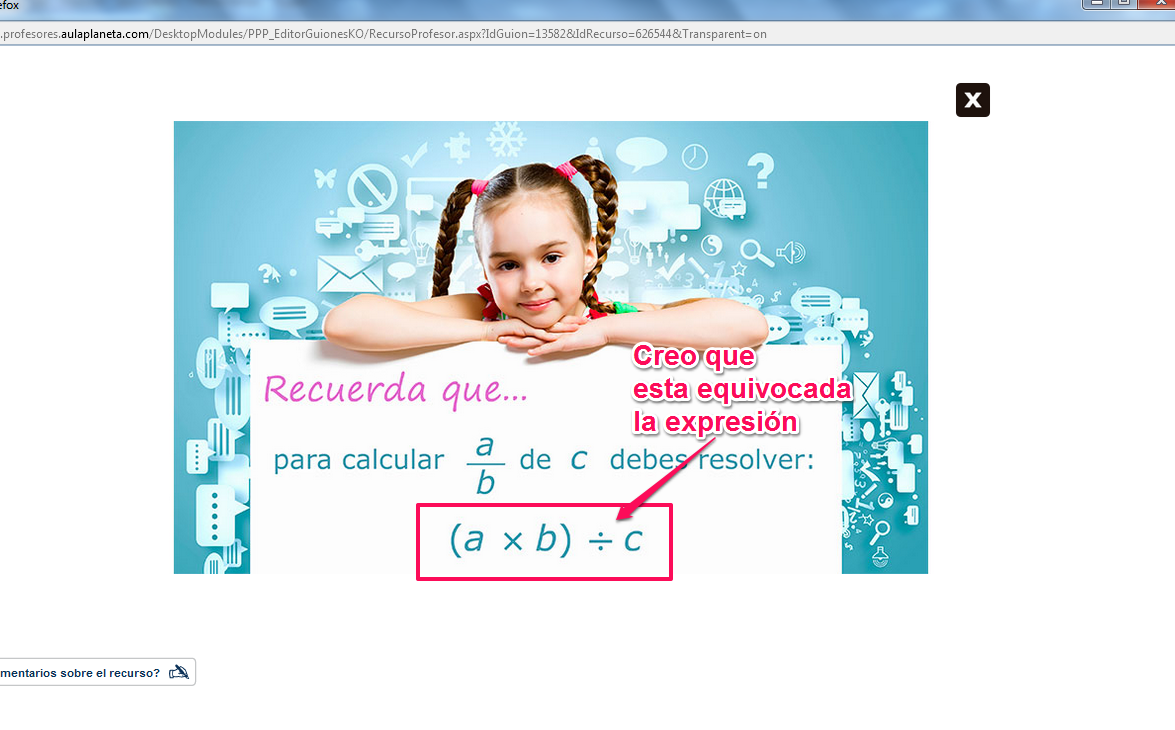 efox
.profesores.aulaplaneta.com/DesktopModules/PPP_EditorGuionesKO/RecursoProfesor.aspx?IdGuion=13582&IdRecurso=626544&Transparent=on
X
Creo que
esta equivocada
la expresión
Recuerda que...
para calcular a/b de c debes resolver:
(a × b) ÷ c
mentarios sobre el recurso?